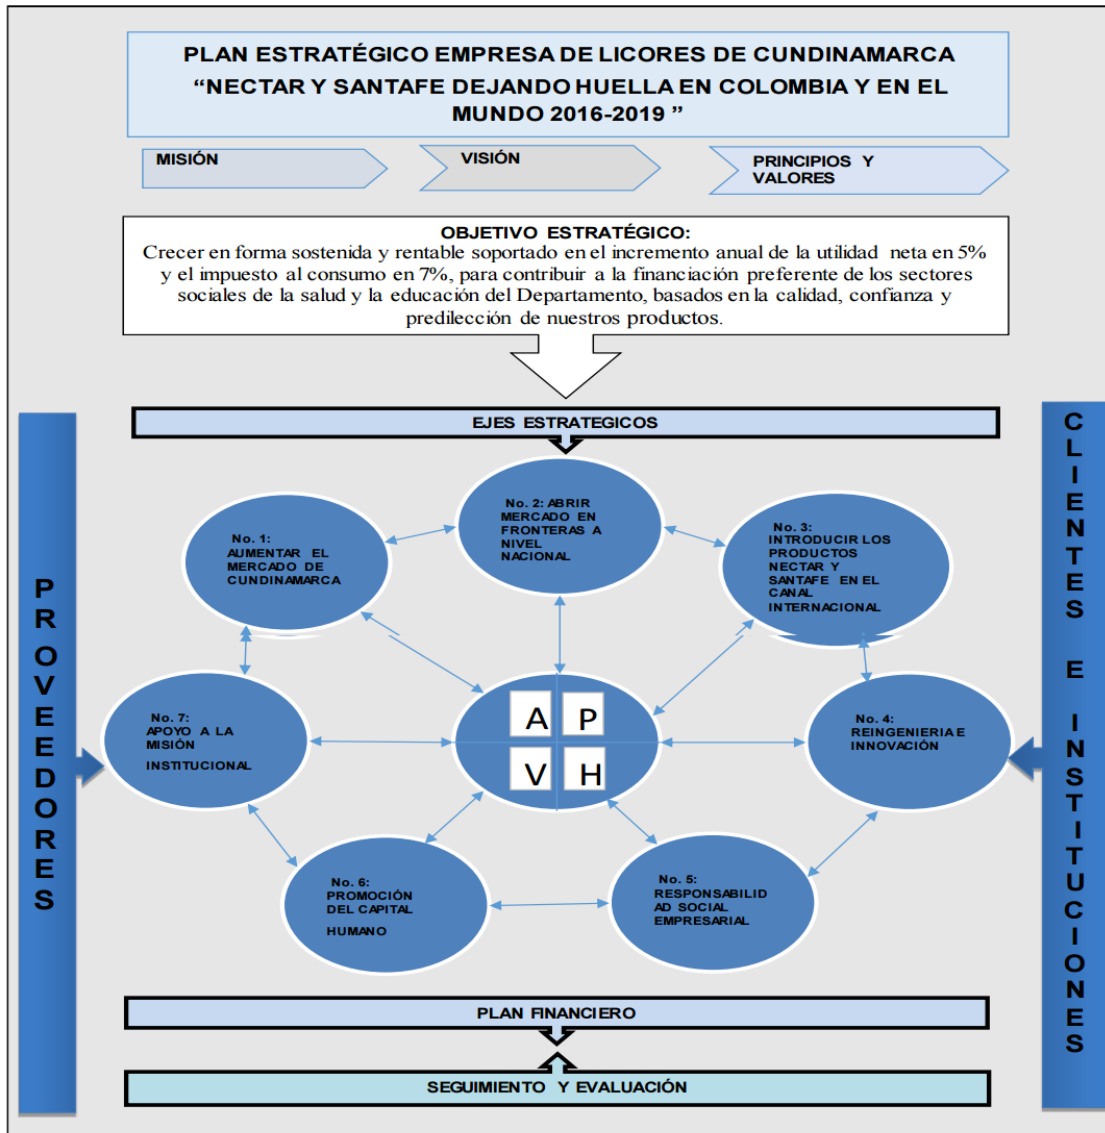 PLAN ESTRATÉGICO EMPRESA DE LICORES DE CUNDINAMARCA
“NECTAR Y SANTAFE DEJANDO HUELLA EN COLOMBIA Y EN EL
MUNDO 2016-2019 ”
MISIÓN
VISIÓN
PRINCIPIOS Y
VALORES
OBJETIVO ESTRATÉGICO:
Crecer en forma sostenida y rentable soportado en el incremento anual de la utilidad neta en 5%
y el impuesto al consumo en 7%, para contribuir a la financiación preferente de los sectores
sociales de la salud y la educación del Departamento, basados en la calidad, confianza y
predilección de nuestros productos.
EJES ESTRATEGICOS
No. 1:
AUMENTAR EL
MERCADO DE
CUNDINAMARCA
No. 2: ABRIR
MERCADO EN
FRONTERAS A
NIVEL
NACIONAL
No. 3:
INTRODUCIR LOS
PRODUCTOS
NECTAR Y
SANTAFE EN EL
CANAL
INTERNACIONAL
No. 4:
REINGENIERIA E
INNOVACIÓN
No. 5:
RESPONSABILID
AD SOCIAL
EMPRESARIAL
No. 6:
PROMOCIÓN
DEL CAPITAL
HUMANO
No. 7:
APOYO A LA
MISIÓN
INSTITUCIONAL
A P
V H
PROVEEDORES
CLIENTES E INSTITUCIONES
PLAN FINANCIERO
SEGUIMIENTO Y EVALUACIÓN